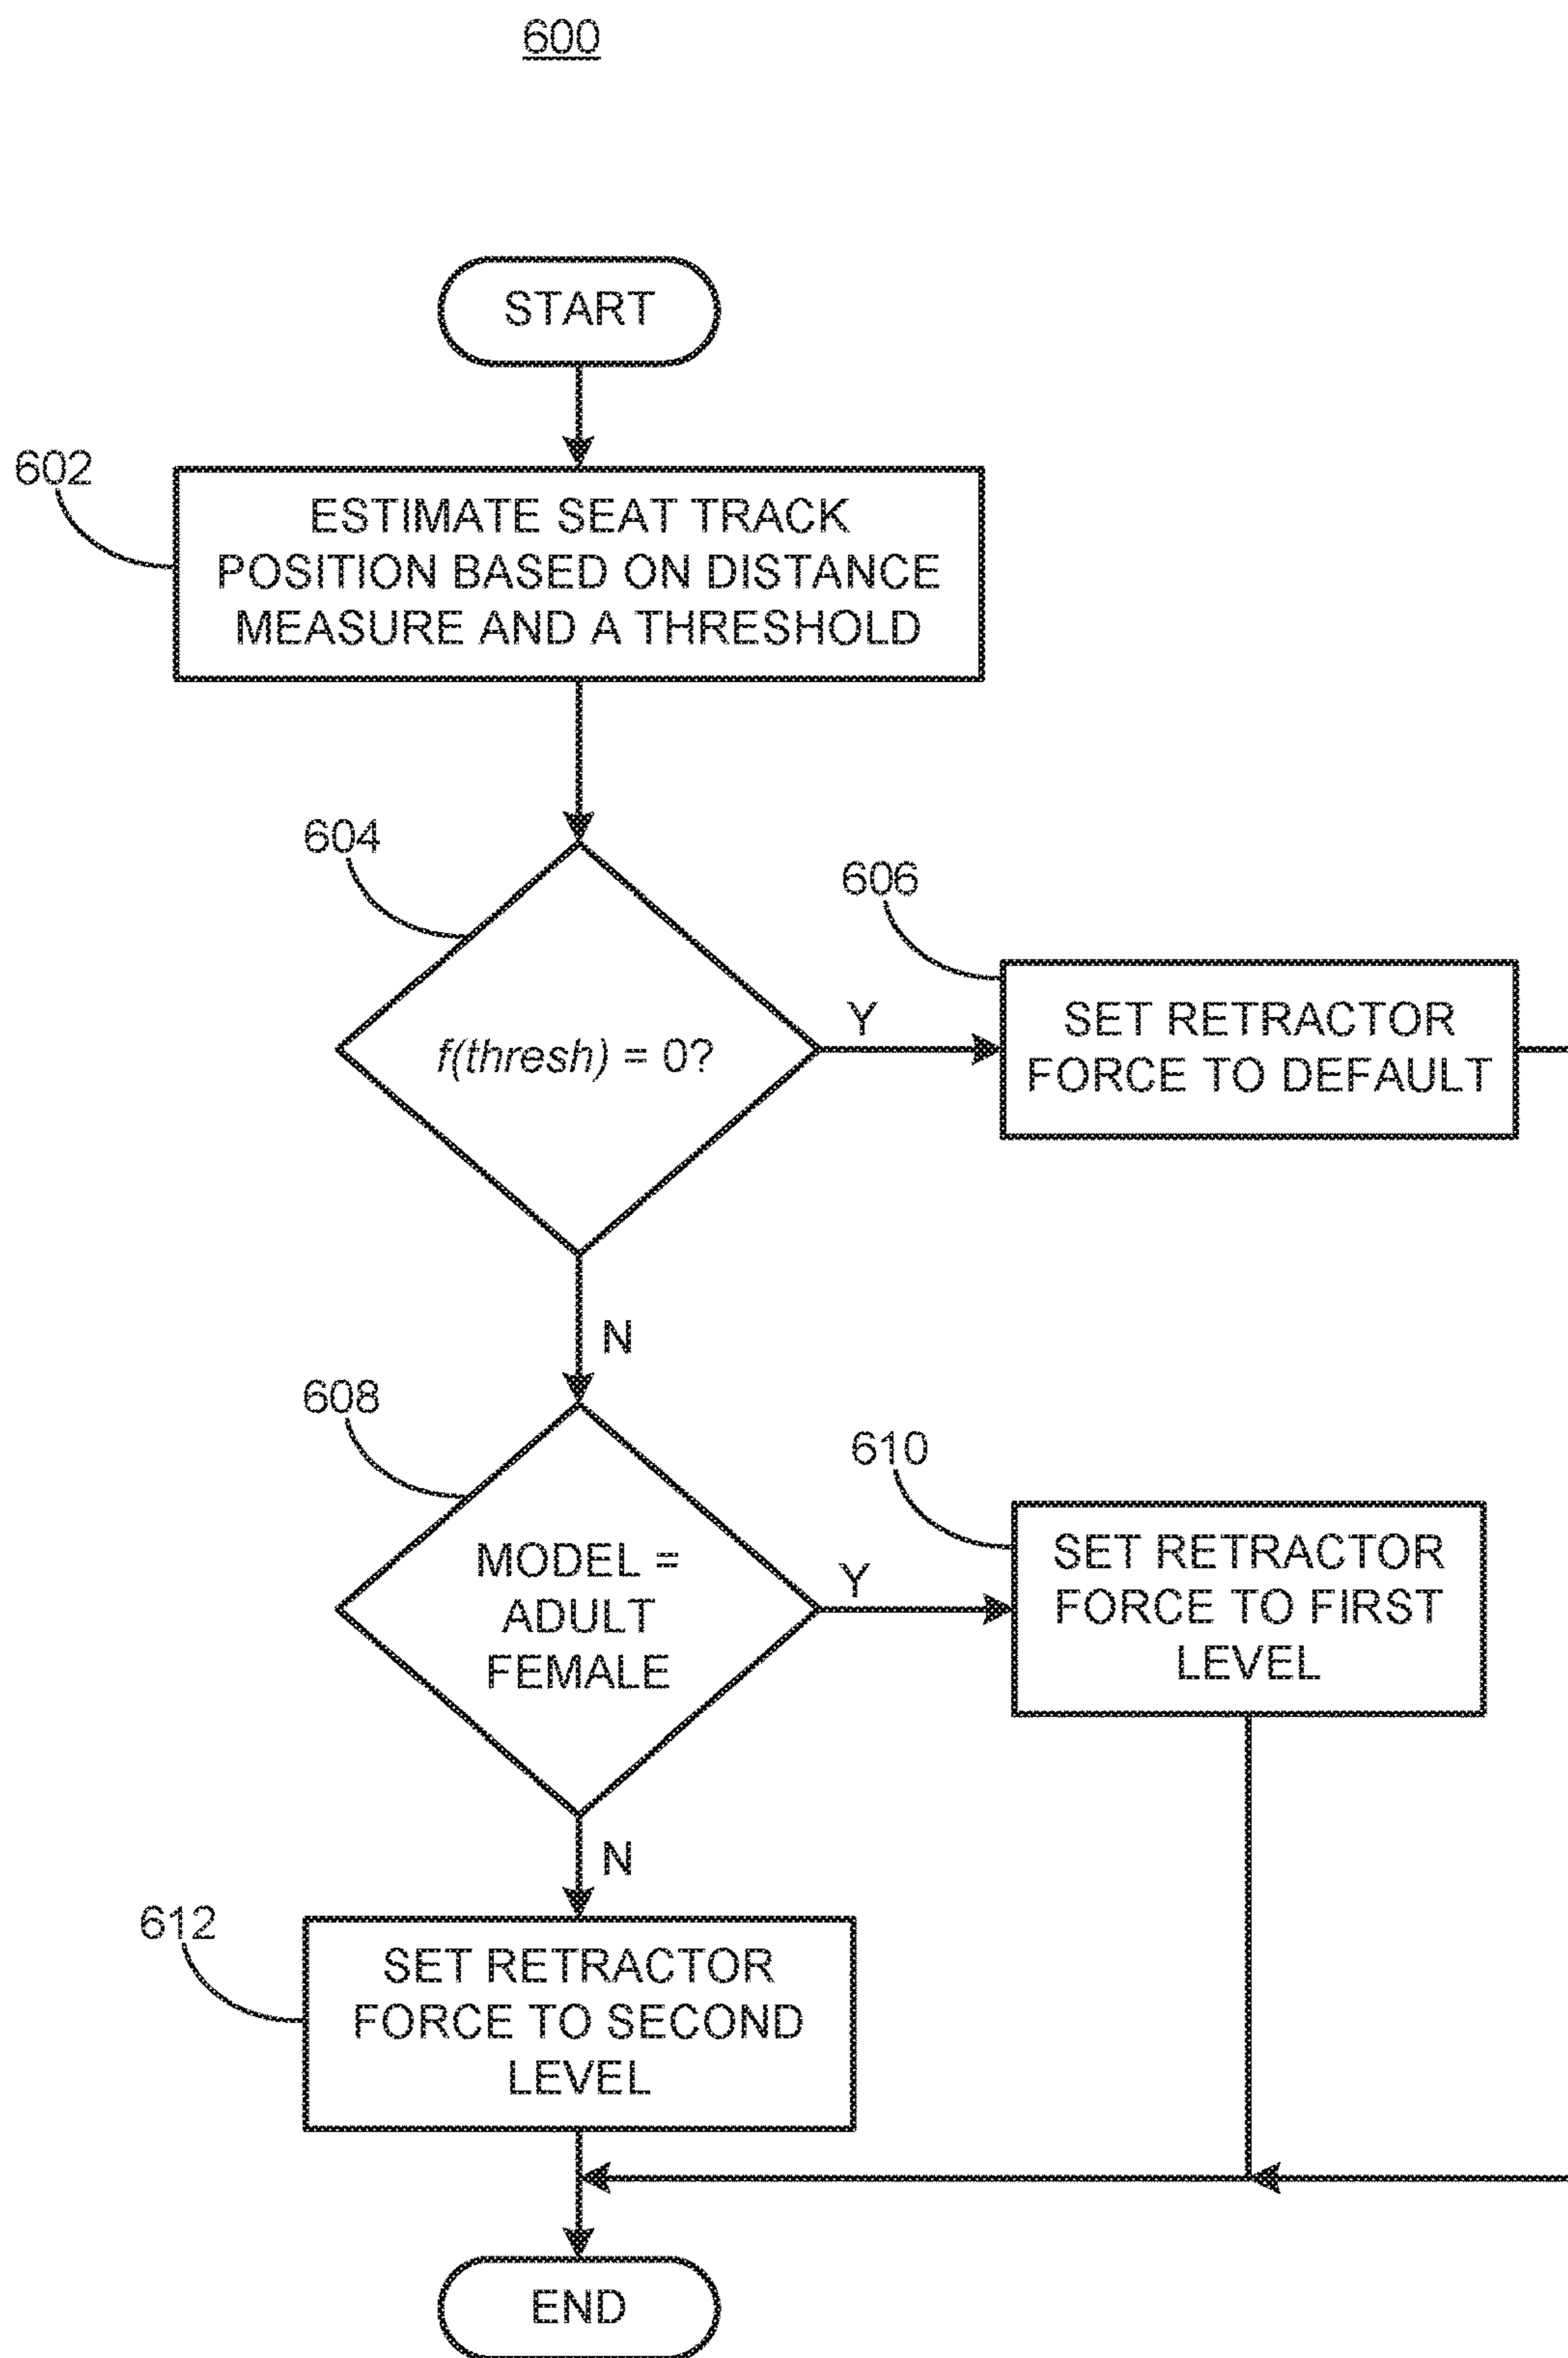 600
START
602
ESTIMATE SEAT TRACK
POSITION BASED ON DISTANCE
MEASURE AND A THRESHOLD
604
f(thresh) = 0?
Y
606
SET RETRACTOR
FORCE TO DEFAULT
N
608
MODEL =
ADULT
FEMALE
Y
610
SET RETRACTOR
FORCE TO FIRST
LEVEL
N
612
SET RETRACTOR
FORCE TO SECOND
LEVEL
END